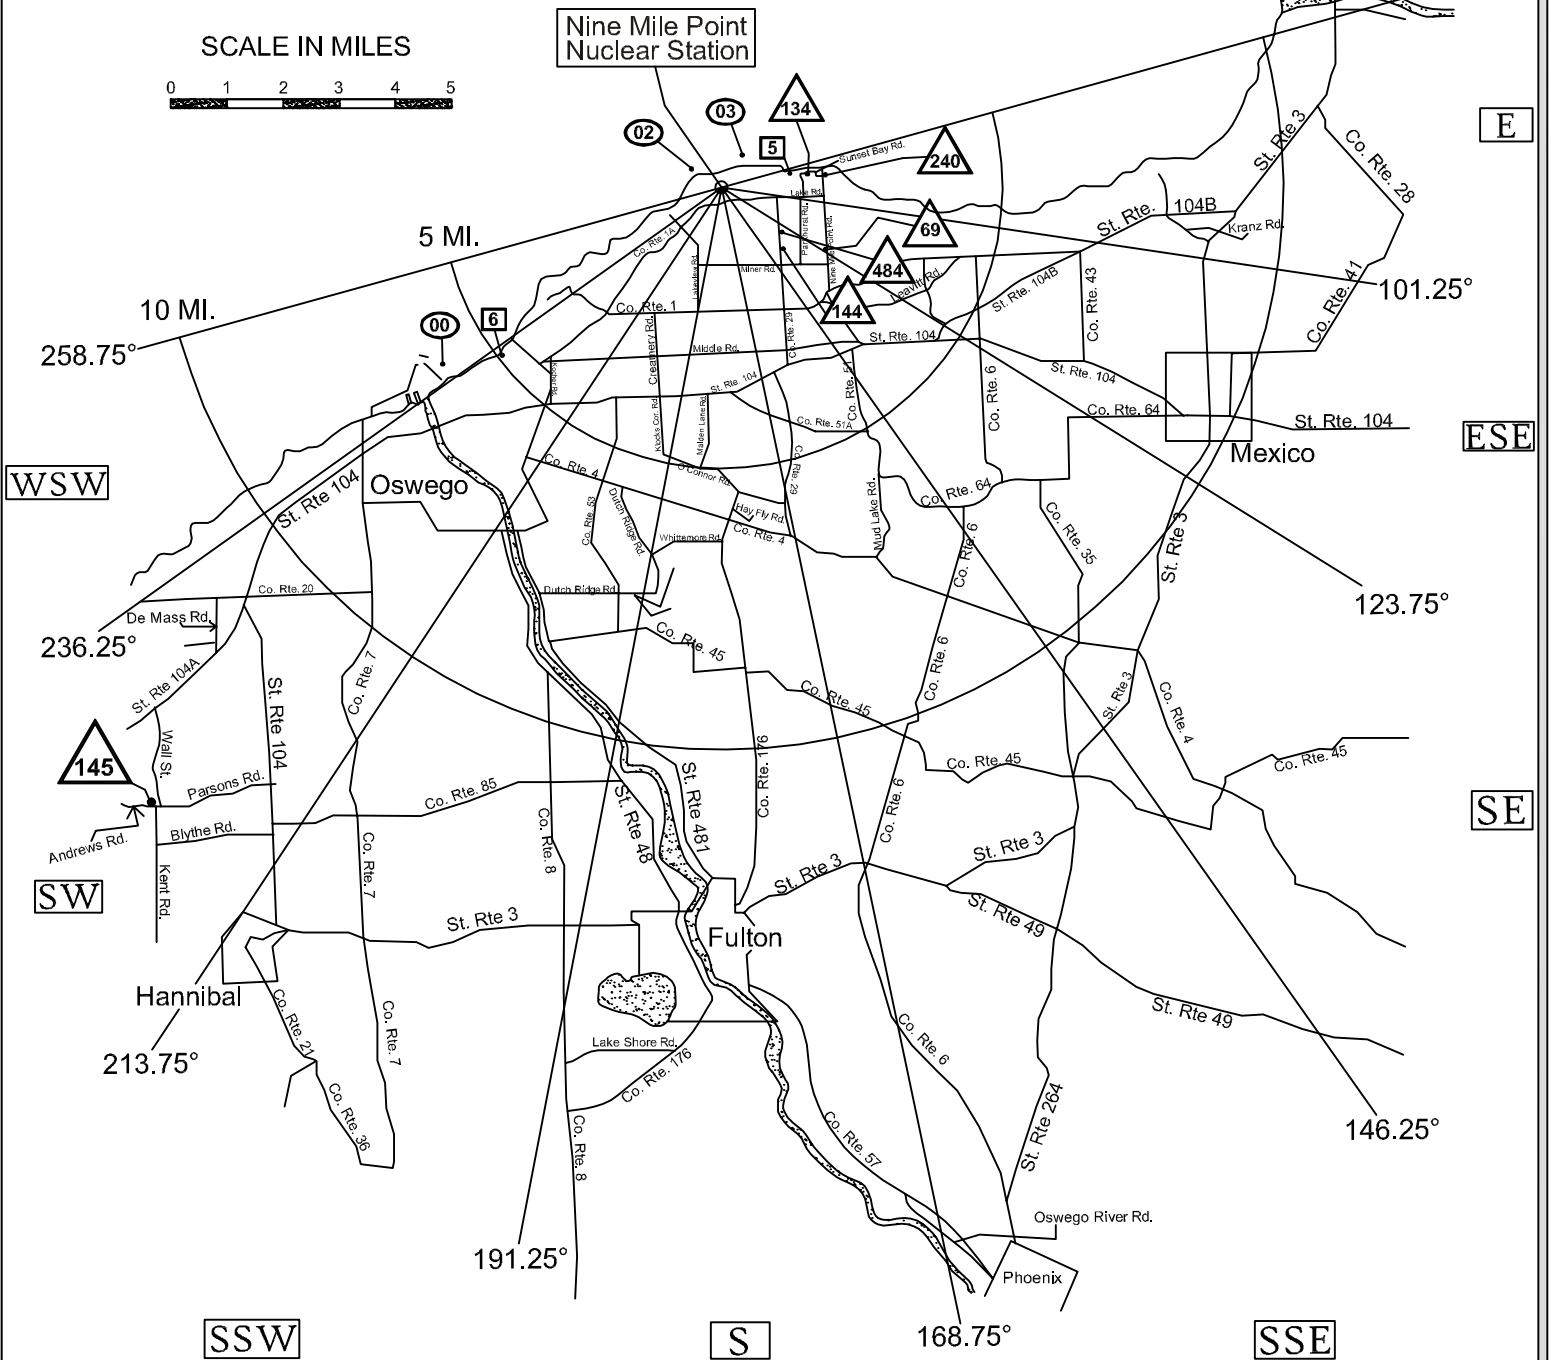 Nine Mile Point
Nuclear Station
SCALE IN MILES
0 1 2 3 4 5
134
03
02
5
240
E
St. Rte 3
Co. Rte. 28
Sunset Bay Rd.
Lake Rd.
104B
St. Rte.
Kranz Rd.
69
5 MI.
Co. Rte. 1A
Parkhurst Rd.
Nine Mile Point Rd.
Lakeview Rd.
Miner Rd.
484
Leavitt Rd.
St. Rte. 104B
Co. Rte. 43
Co. Rte. 41
101.25°
10 MI.
144
Co. Rte. 1
00
6
258.75°
Creamery Rd.
Co. Rte. 29
Middle Rd.
St. Rte. 104
Kocher Rd.
St. Rte. 104
Co. Rte. 51
Co. Rte. 6
St. Rte. 104
Klocks Cor. Rd.
Malden Lane Rd.
Co. Rte. 51A
Co. Rte. 64
St. Rte. 104
ESE
Mexico
WSW
Oswego
St. Rte 104
Co. Rte. 4
O'Connor Rd.
Co. Rte. 29
Co. Rte. 64
Mud Lake Rd.
Co. Rte. 53
Dutch Ridge Rd.
Hay Fly Rd.
Whittemore Rd.
Co. Rte. 4
Co. Rte. 6
Co. Rte. 35
St. Rte 3
Co. Rte. 20
Dutch Ridge Rd.
De Mass Rd.
123.75°
236.25°
Co. Rte. 45
St. Rte 104A
Co. Rte. 7
Co. Rte. 6
Co. Rte. 45
St. Rte 3
Co. Rte. 4
145
Wall St.
St. Rte 104
Co. Rte. 176
Co. Rte. 45
Co. Rte. 45
Parsons Rd.
Co. Rte. 85
St. Rte 48
St. Rte 481
Co. Rte. 6
SE
Andrews Rd.
Blythe Rd.
Co. Rte. 7
Co. Rte. 8
St. Rte 3
St. Rte 3
SW
Kent Rd.
St. Rte 3
St. Rte 49
Fulton
Hannibal
St. Rte 49
Co. Rte. 21
Co. Rte. 7
Lake Shore Rd.
Co. Rte. 6
213.75°
Co. Rte. 176
Co. Rte. 36
Co. Rte. 8
Co. Rte. 57
St. Rte 264
146.25°
Oswego River Rd.
191.25°
Phoenix
SSW
S
168.75°
SSE